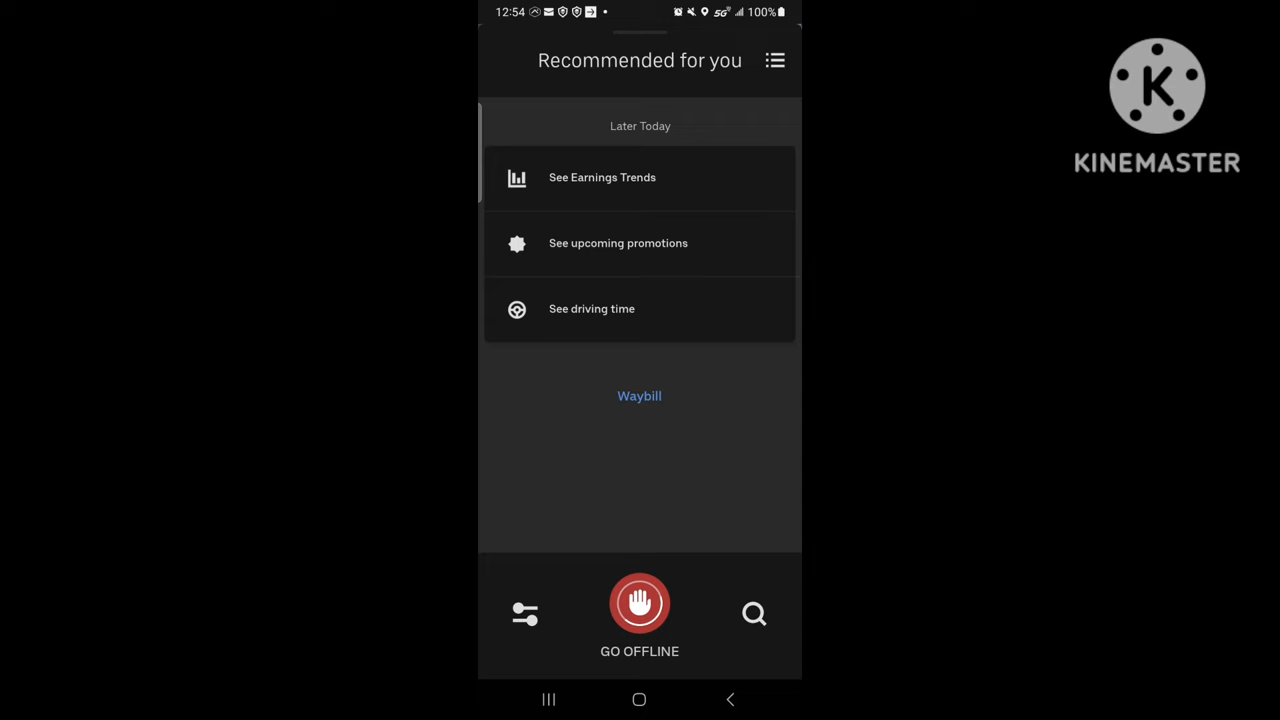 12:54
5G
100%
Recommended for you
K
KINEMASTER
Later Today
See Earnings Trends
See upcoming promotions
See driving time
Waybill
GO OFFLINE